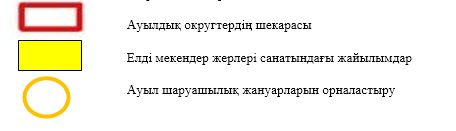 Ауылдық округтердің шекарасы
Елді мекендер жерлері санатындағы жайылымдар
Ауыл шаруашылық жануарларын орналастыру